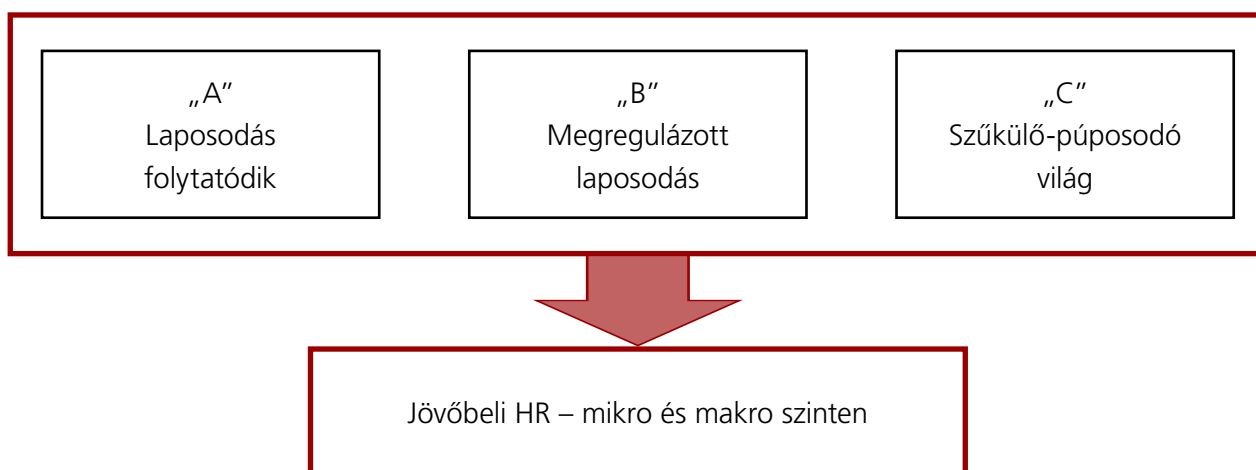 „A”
Laposodás
folytatódik
„B”
Megregulázott
laposodás
„C”
Szűkülő-púposodó
világ
Jövőbeli HR – mikro és makro szinten